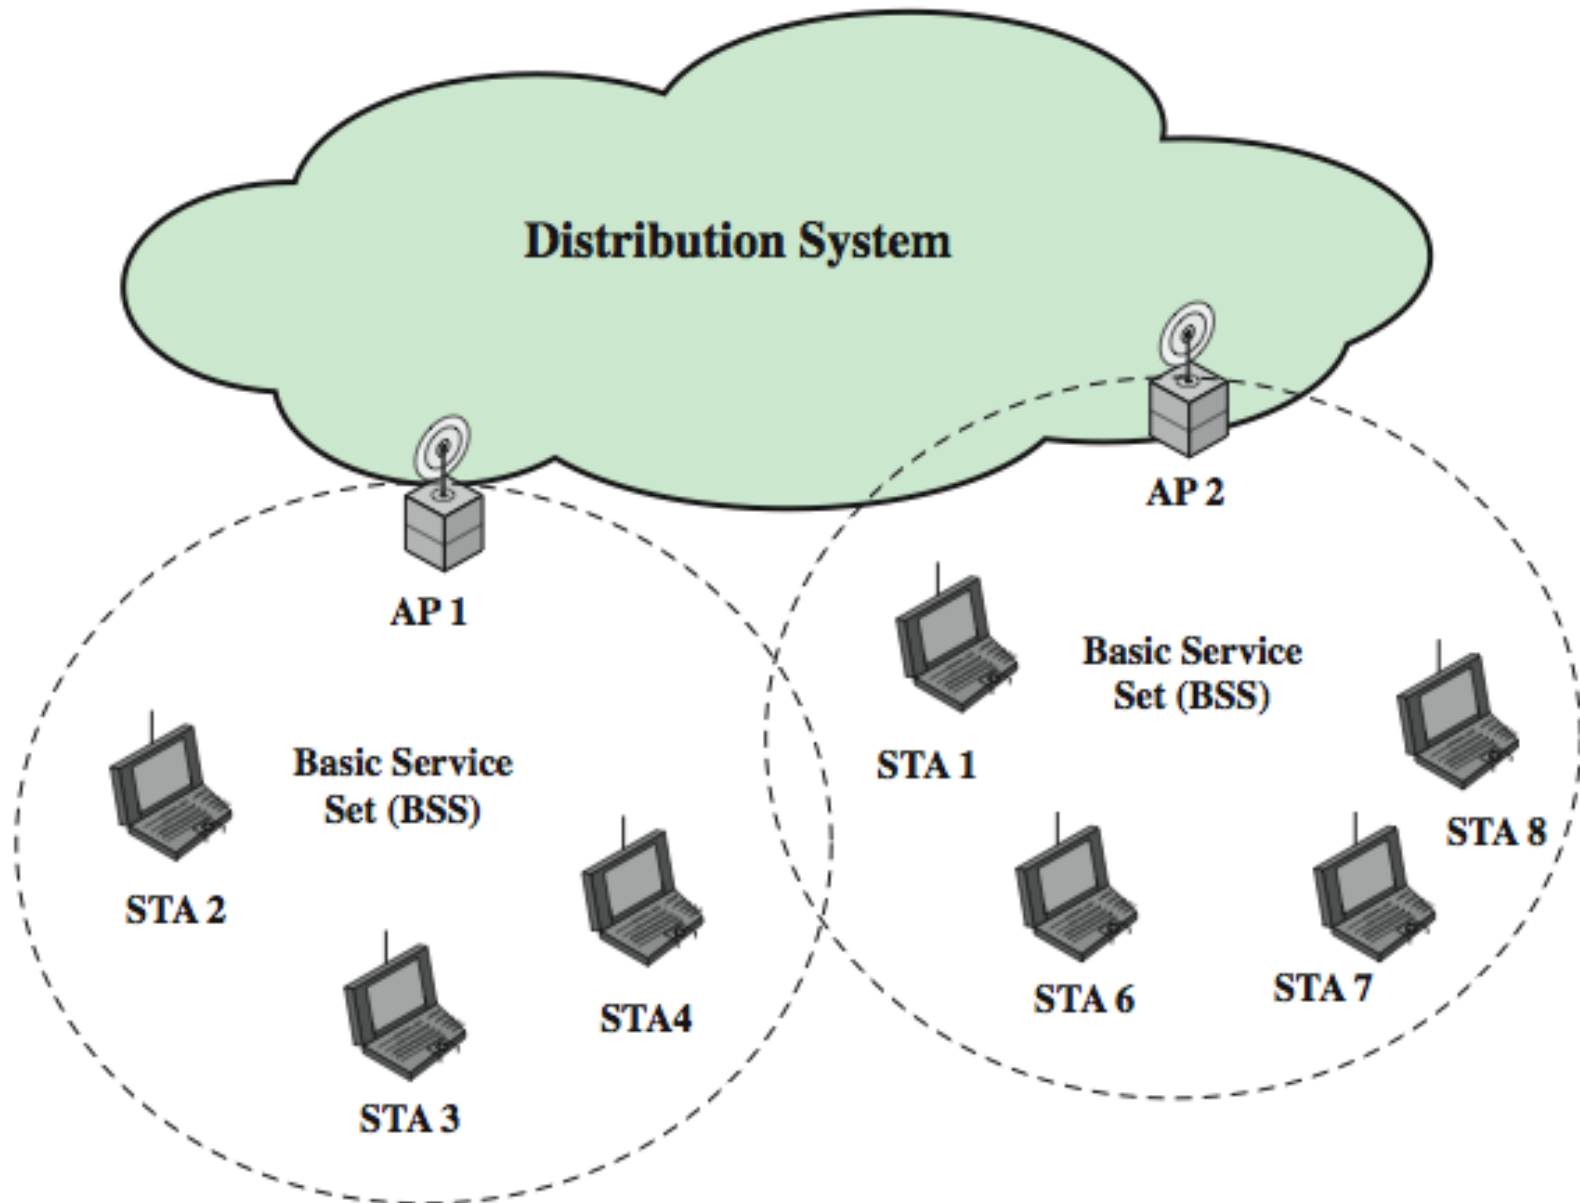 Distribution System
AP 2
AP 1
Basic Service
Set (BSS)
STA 1
Basic Service
Set (BSS)
STA 8
STA 2
STA 6
STA 7
STA4
STA 3